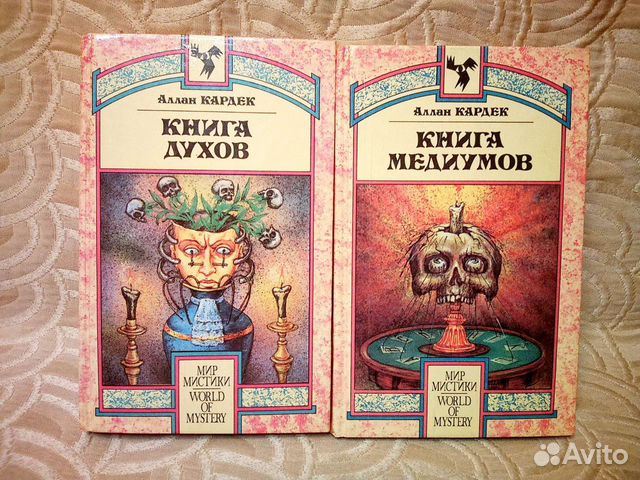 Аллан КАРДЕК
КНИГА
ДУХОВ
МИР
МИСТИКИ
WORLD
OF
MYSTERY
Аллан КАРДЕК
КНИГА
МЕДИУМОВ
МИР
МИСТИКИ
WORLD
OF
MYSTERY
Avito